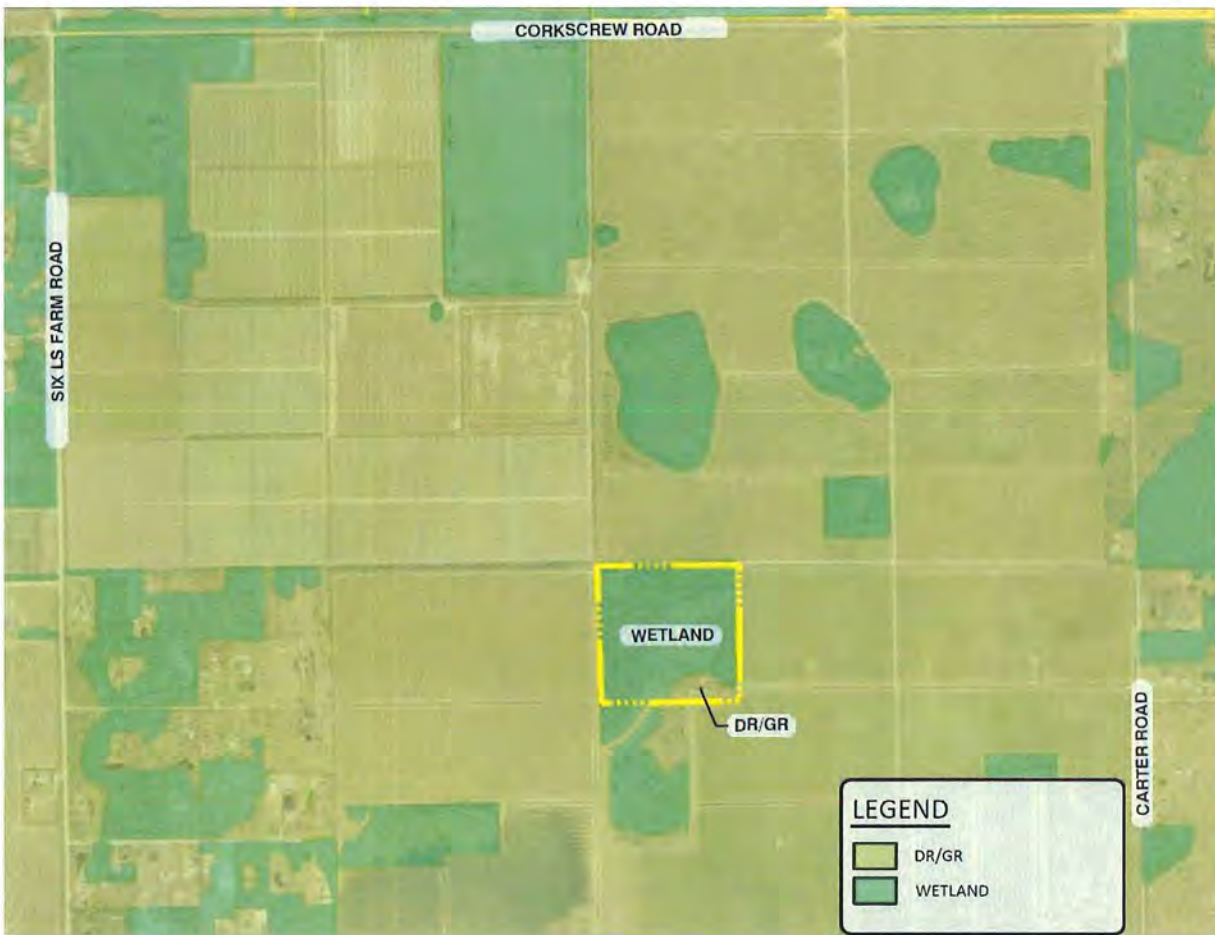 CORKSCREW ROAD
SIX LS FARM ROAD
WETLAND
DR/GR
CARTER ROAD
LEGEND
DR/GR
WETLAND